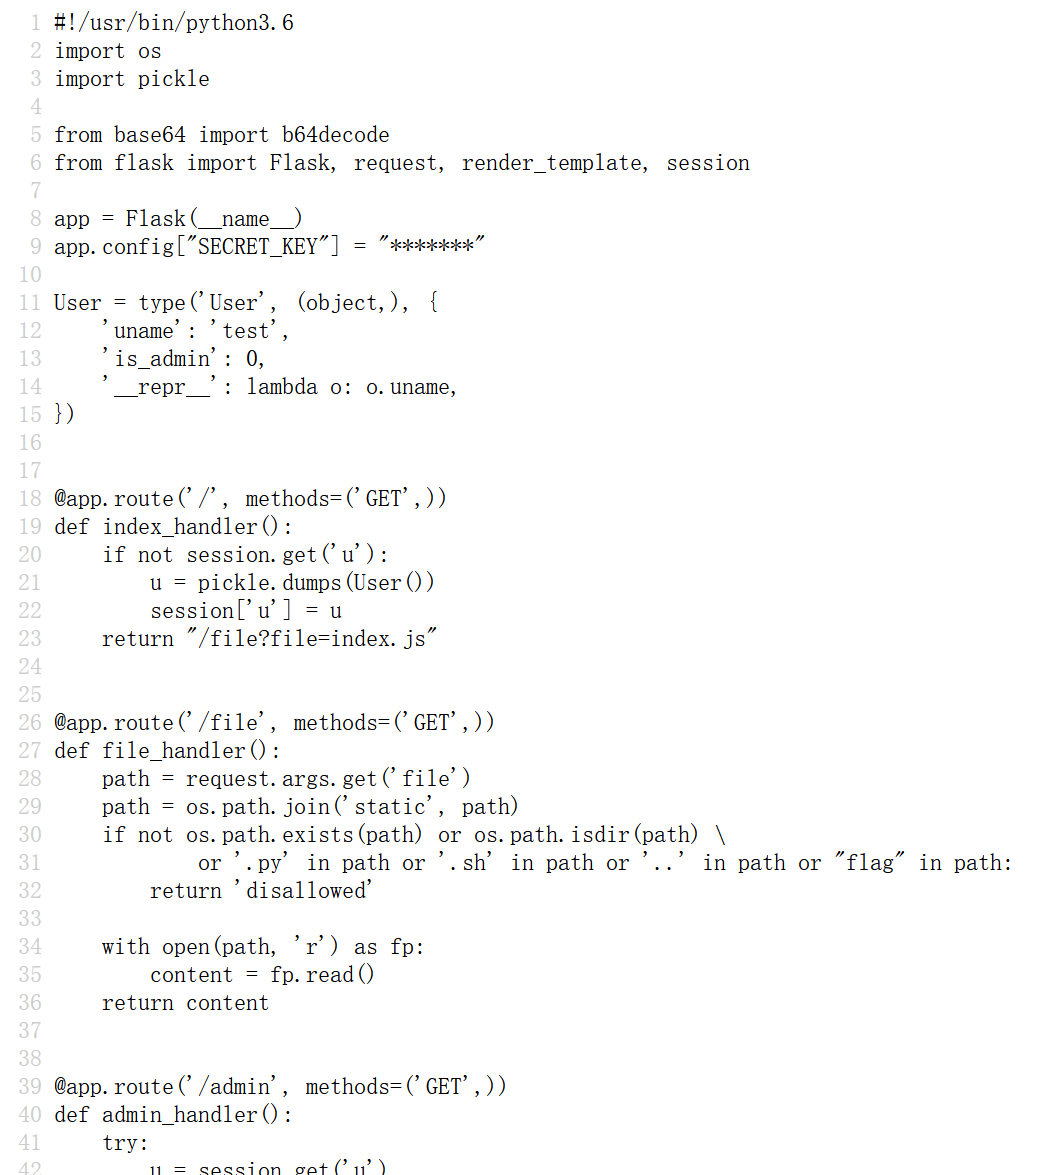 1 #!/usr/bin/python3.6
2 import os
3 import pickle
4
5 from base64 import b64decode
6 from flask import Flask, request, render_template, session
7
8 app = Flask(__name__)
9 app.config["SECRET_KEY"] = "*******"
10
11 User = type('User', (object,), {
12     'uname': 'test',
13     'is_admin': 0,
14     '__repr__': lambda o: o.uname,
15 })
16
17
18 @app.route('/', methods=('GET',))
19 def index_handler():
20     if not session.get('u'):
21         u = pickle.dumps(User())
22         session['u'] = u
23     return "/file?file=index.js"
24
25
26 @app.route('/file', methods=('GET',))
27 def file_handler():
28     path = request.args.get('file')
29     path = os.path.join('static', path)
30     if not os.path.exists(path) or os.path.isdir(path) \
31             or '.py' in path or '.sh' in path or '..' in path or "flag" in path:
32         return 'disallowed'
33
34     with open(path, 'r') as fp:
35         content = fp.read()
36     return content
37
38
39 @app.route('/admin', methods=('GET',))
40 def admin_handler():
41     try:
42         u = session.get('u')